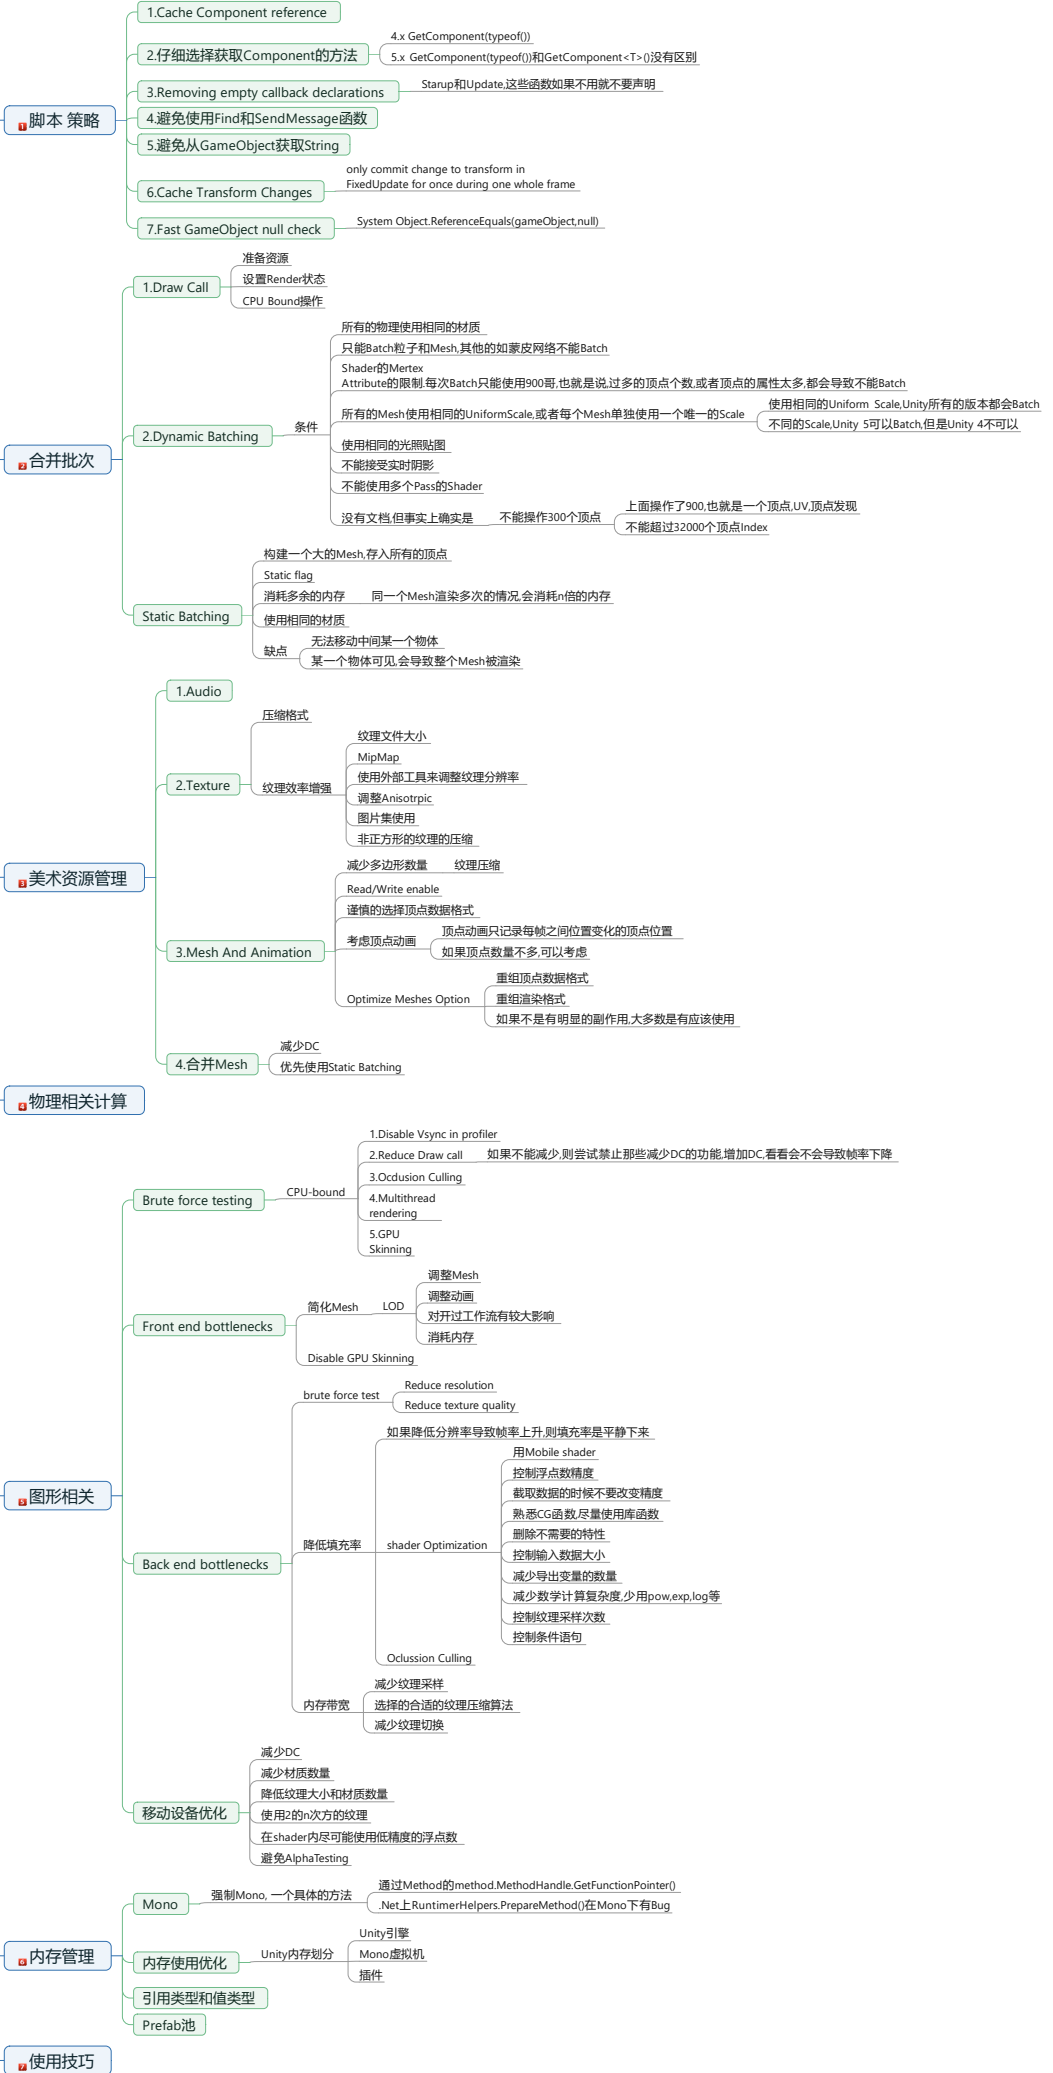 1.Cache Component reference
2.仔细选择获取Component的方法
4.x GetComponent(typeof())
5.x GetComponent(typeof())和GetComponent<T>()没有区别
3.Removing empty callback declarations
Starup和Update,这些函数如果不用就不要声明
1 脚本 策略
4.避免使用Find和SendMessage函数
5.避免从GameObject获取String
6.Cache Transform Changes
only commit change to transform in
FixedUpdate for once during one whole frame
7.Fast GameObject null check
System Object.ReferenceEquals(gameObject,null)
2 合并批次
1.Draw Call
准备资源
设置Render状态
CPU Bound操作
2.Dynamic Batching
条件
所有的物理使用相同的材质
只能Batch粒子和Mesh,其他的如蒙皮网络不能Batch
Shader的Mertex
Attribute的限制.每次Batch只能使用900哥,也就是说,过多的顶点个数,或者顶点的属性太多,都会导致不能Batch
所有的Mesh使用相同的UniformScale,或者每个Mesh单独使用一个唯一的Scale
使用相同的Uniform Scale,Unity所有的版本都会Batch
不同的Scale,Unity 5可以Batch,但是Unity 4不可以
使用相同的光照贴图
不能接受实时阴影
不能使用多个Pass的Shader
没有文档,但事实上确实是
不能操作300个顶点
上面操作了900,也就是一个顶点,UV,顶点发现
不能超过32000个顶点Index
Static Batching
构建一个大的Mesh,存入所有的顶点
Static flag
消耗多余的内存
同一个Mesh渲染多次的情况,会消耗n倍的内存
使用相同的材质
缺点
无法移动中间某一个物体
某一个物体可见,会导致整个Mesh被渲染
3 美术资源管理
1.Audio
2.Texture
压缩格式
纹理效率增强
纹理文件大小
MipMap
使用外部工具来调整纹理分辨率
调整Anisotrpic
图片集使用
非正方形的纹理的压缩
3.Mesh And Animation
减少多边形数量
纹理压缩
Read/Write enable
谨慎的选择顶点数据格式
考虑顶点动画
顶点动画只记录每帧之间位置变化的顶点位置
如果顶点数量不多,可以考虑
Optimize Meshes Option
重组顶点数据格式
重组渲染格式
如果不是有明显的副作用,大多数是有应该使用
4.合并Mesh
减少DC
优先使用Static Batching
4 物理相关计算
5 图形相关
Brute force testing
CPU-bound
1.Disable Vsync in profiler
2.Reduce Draw call
如果不能减少,则尝试禁止那些减少DC的功能,增加DC,看看会不会导致帧率下降
3.Ocdusion Culling
4.Multithread
rendering
5.GPU
Skinning
Front end bottlenecks
简化Mesh
LOD
调整Mesh
调整动画
对开过工作流有较大影响
消耗内存
Disable GPU Skinning
Back end bottlenecks
brute force test
Reduce resolution
Reduce texture quality
降低填充率
如果降低分辨率导致帧率上升,则填充率是平静下来
shader Optimization
用Mobile shader
控制浮点数精度
截取数据的时候不要改变精度
熟悉CG函数,尽量使用库函数
删除不需要的特性
控制输入数据大小
减少导出变量的数量
减少数学计算复杂度,少用pow,exp,log等
控制纹理采样次数
控制条件语句
Oclussion Culling
内存带宽
减少纹理采样
选择的合适的纹理压缩算法
减少纹理切换
移动设备优化
减少DC
减少材质数量
降低纹理大小和材质数量
使用2的n次方的纹理
在shader内尽可能使用低精度的浮点数
避免AlphaTesting
6 内存管理
Mono
强制Mono, 一个具体的方法
通过Method的method.MethodHandle.GetFunctionPointer()
.Net上RuntimerHelpers.PrepareMethod()在Mono下有Bug
内存使用优化
Unity内存划分
Unity引擎
Mono虚拟机
插件
引用类型和值类型
Prefab池
7 使用技巧